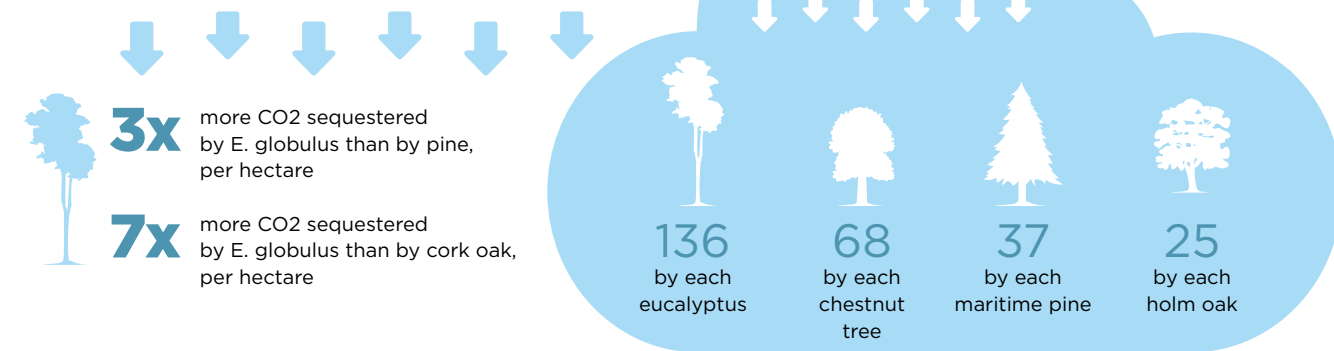 3x
more CO2 sequestered
by E. globulus than by pine,
per hectare
7x
more CO2 sequestered
by E. globulus than by cork oak,
per hectare
136
by each
eucalyptus
68
by each
chestnut
tree
37
by each
maritime pine
25
by each
holm oak